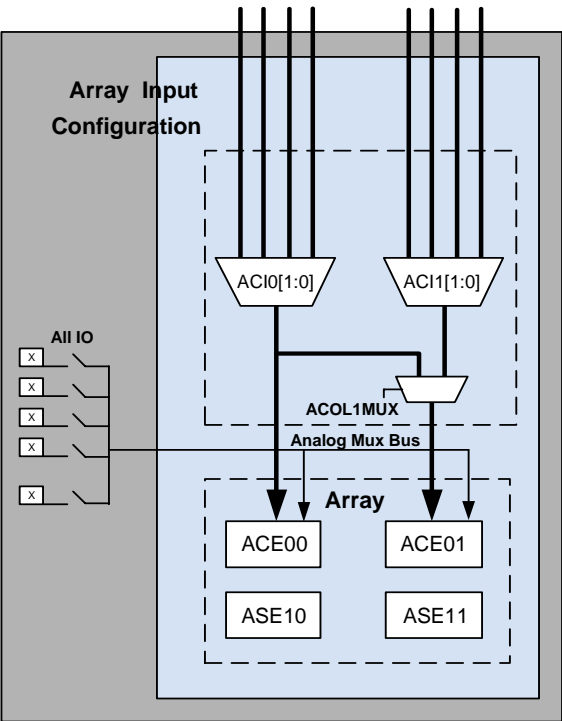 Array Input
Configuration
ACI0[1:0]
ACI1[1:0]
All IO
X
X
X
X
X
ACOL1MUX
Analog Mux Bus
Array
ACE00
ACE01
ASE10
ASE11